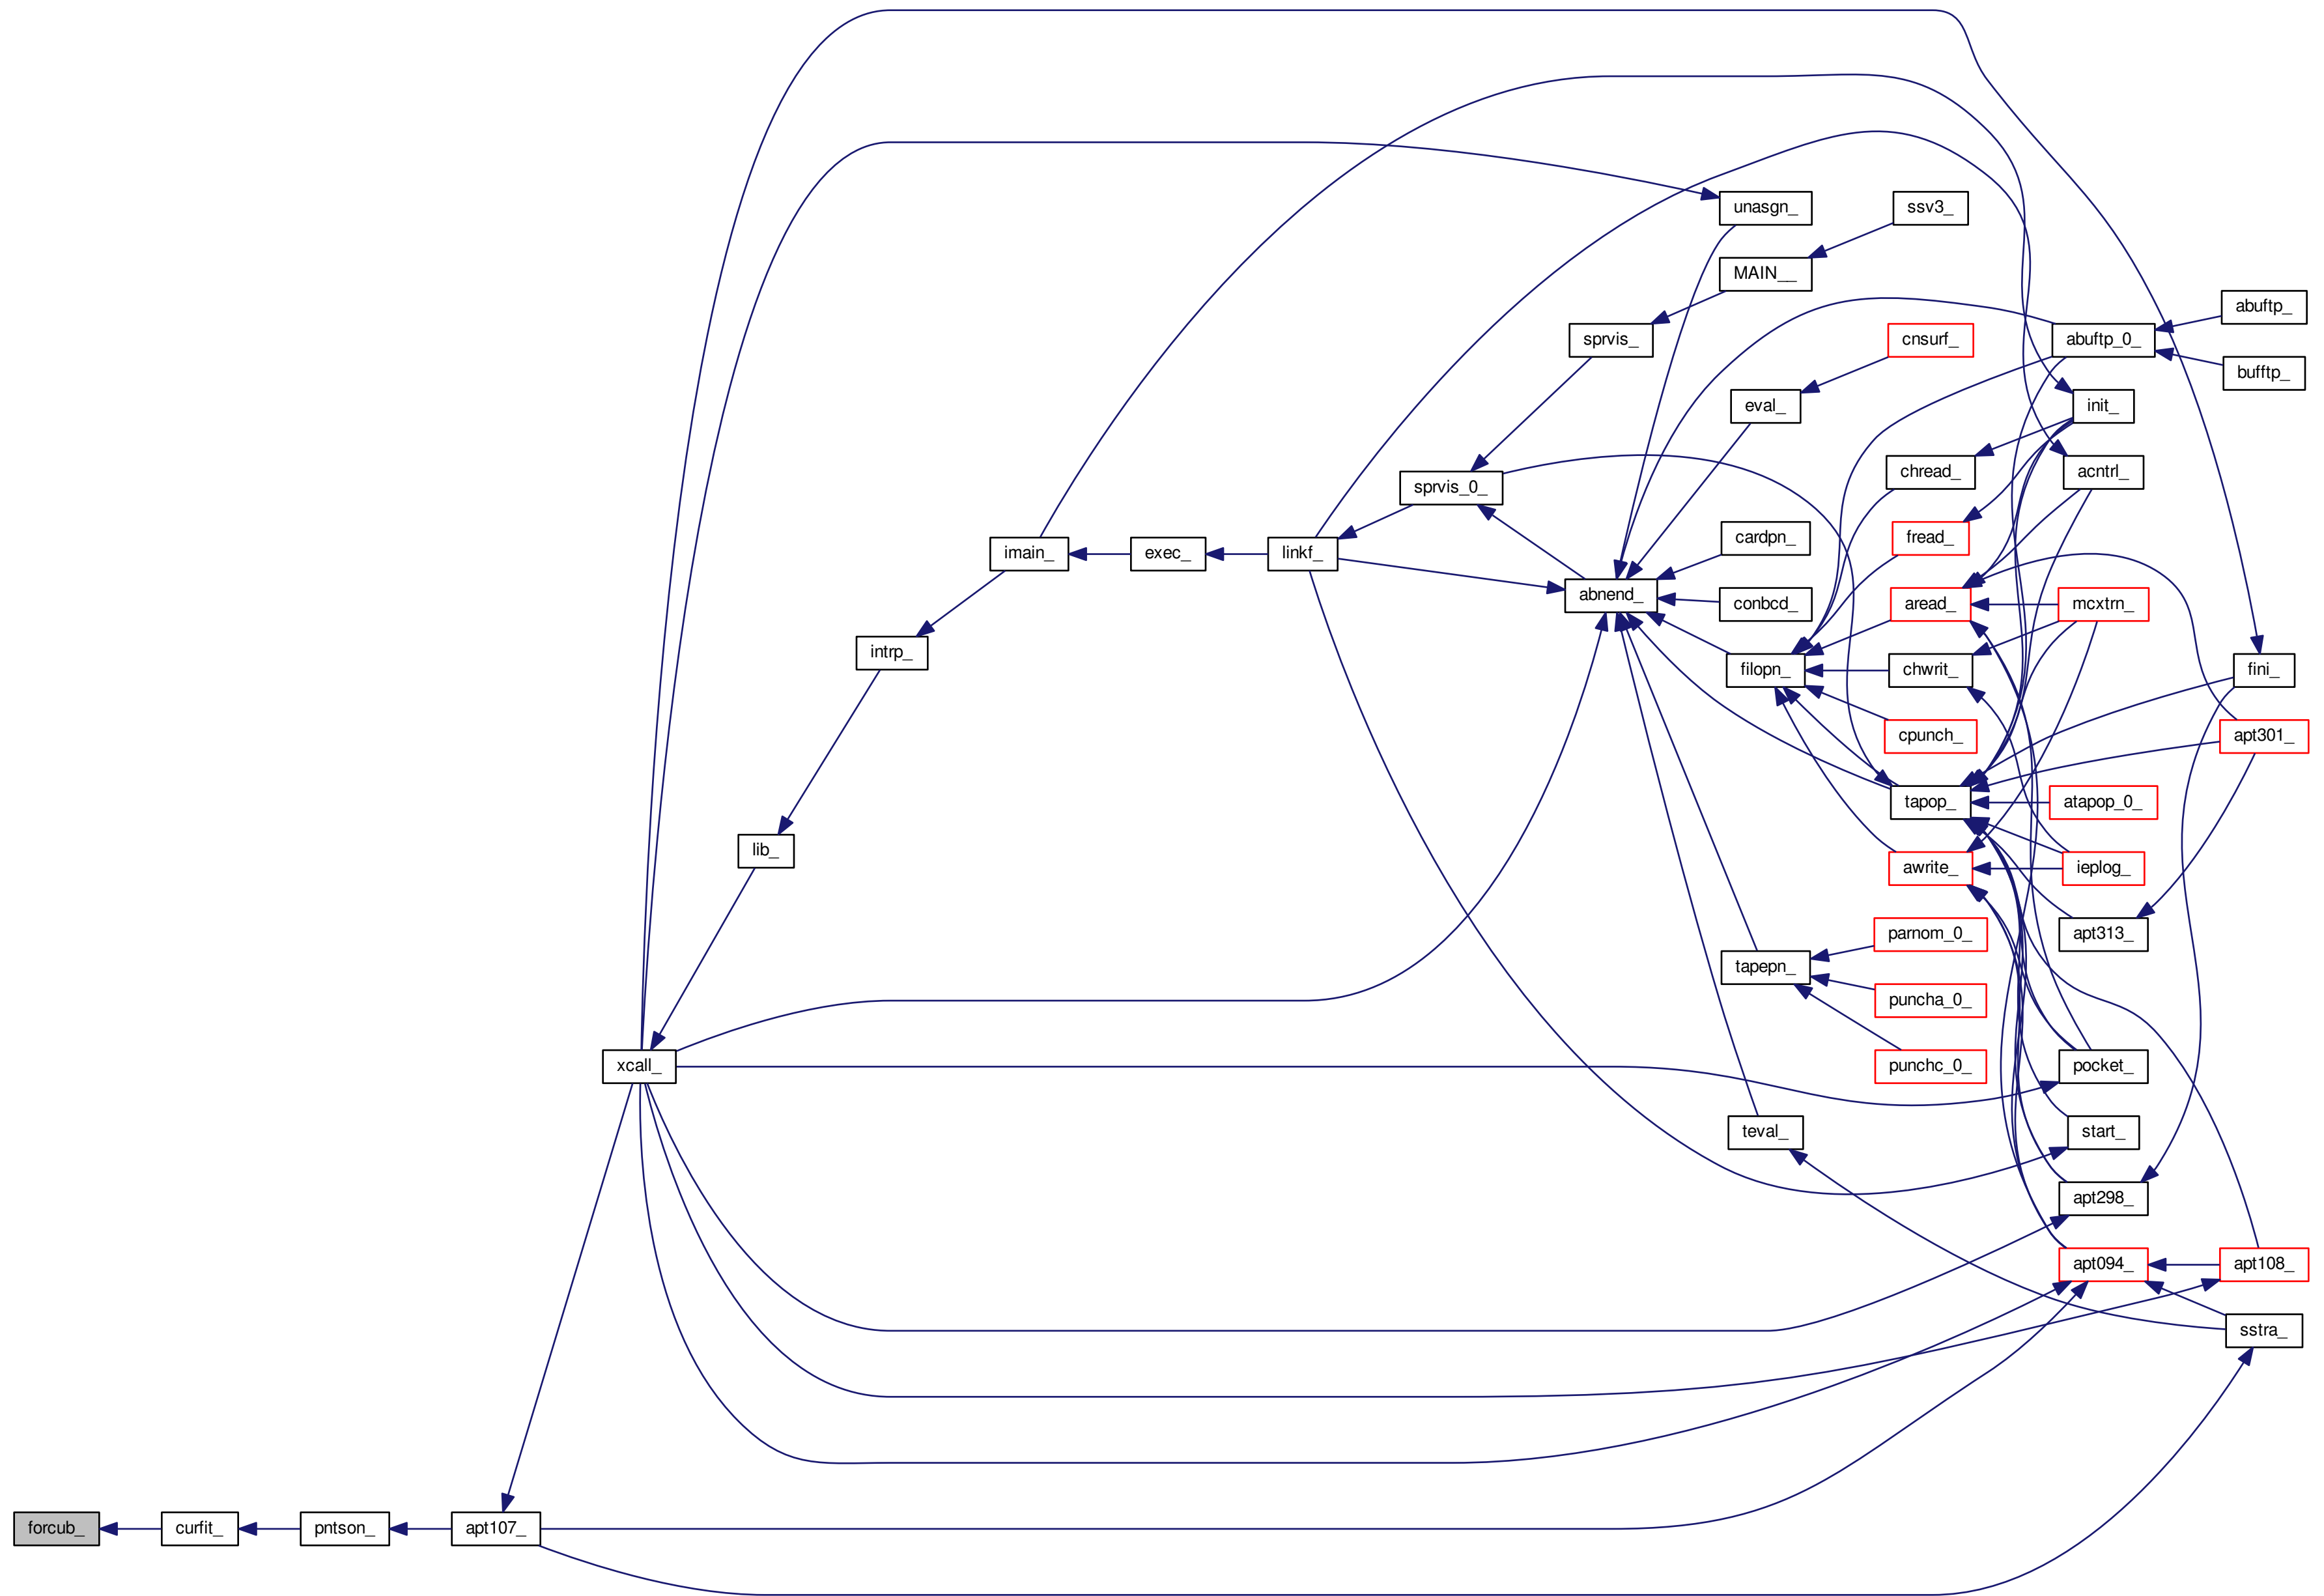 unasgn_
ssv3_
MAIN__
abuftp_
sprvis_
cnsurf_
abuftp_0_
bufftp_
eval_
init_
sprvis_0_
chread_
acntrl_
imain_
exec_
linkf_
cardpn_
fread_
abnend_
conbcd_
aread_
mcxtrn_
intrp_
filopn_
chwrit_
fini_
cpunch_
apt301_
tapop_
atapop_0_
lib_
awrite_
ieplog_
parnom_0_
apt313_
tapepn_
puncha_0_
xcall_
punchc_0_
pocket_
teval_
start_
apt298_
apt094_
apt108_
sstra_
forcub_
curfit_
pntson_
apt107_